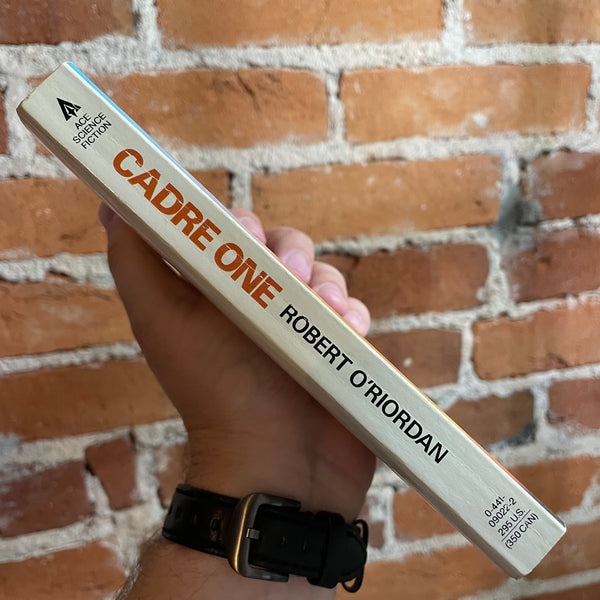 ACE
SCIENCE
FICTION
CADRE ONE
ROBERT O'RIORDAN
0-441-
09022-2
295 U.S.
(350 CAN)